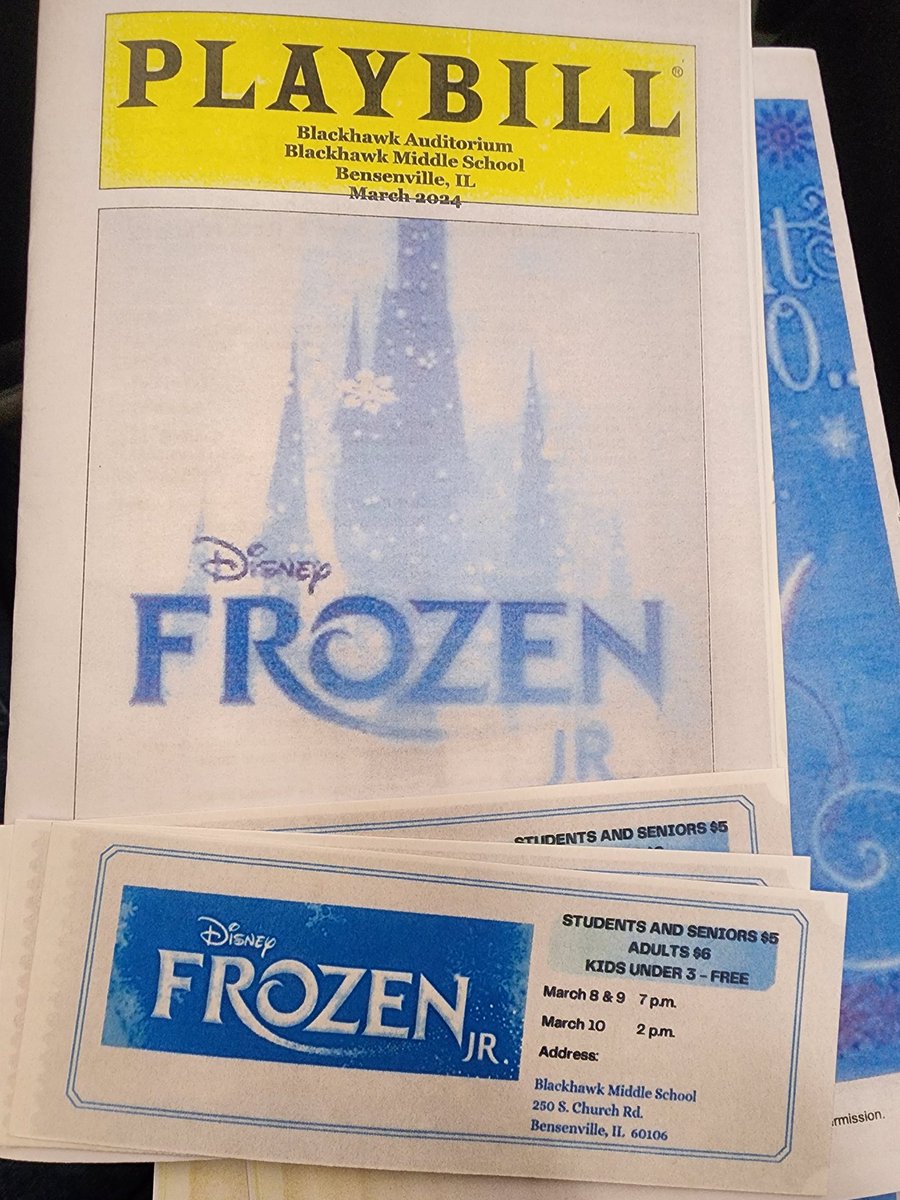 PLAYBILL®
Blackhawk Auditorium
Blackhawk Middle School
Bensenville, IL
March 2024
DISNEY
FROZEN
JR
STUDENTS AND SENIORS $5
DISNEY
FROZEN
JR.
STUDENTS AND SENIORS $5
ADULTS $6
KIDS UNDER 3 – FREE
March 8 & 9 7 p.m.
March 10 2 p.m.
Address:
Blackhawk Middle School
250 S. Church Rd.
Bensenville, IL 60106